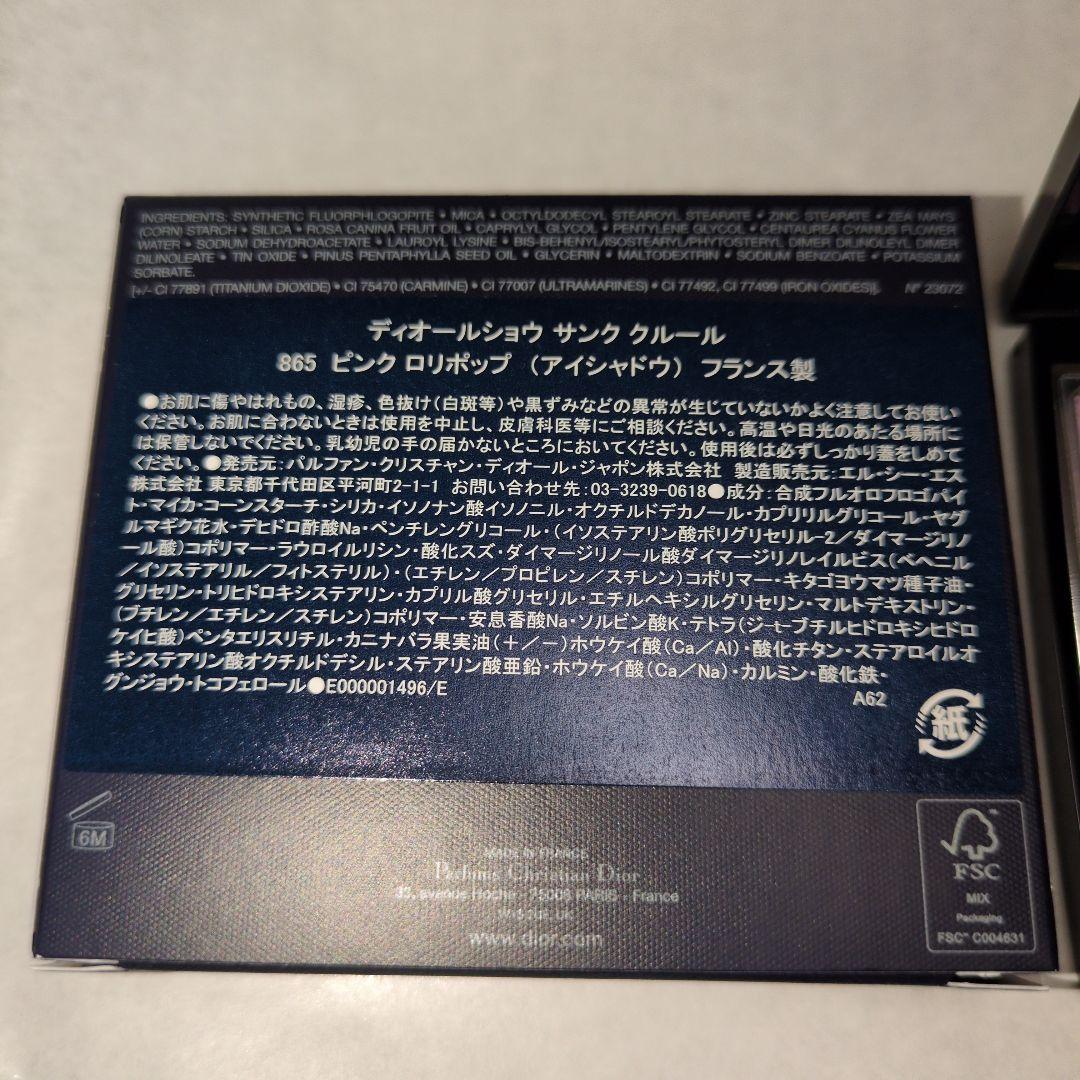 INGREDIENTS: SYNTHETIC FLUORPHLOGOPITE • MICA • OCTYLDODECYL STEAROYL STEARATE • ZINC STEARATE • ZEA MAYS
(CORN) STARCH • SILICA • ROSA CANINA FRUIT OIL • CAPRYLYL GLYCOL • PENTYLENE GLYCOL • CENTAUREA CYANUS FLOWER
WATER • SODIUM DEHYDROACETATE • LAUROYL LYSINE • BIS-BEHENYL/ISOSTEARYL/PHYTOSTERYL DIMER DILINOLEYL DIMER
DILINOLEATE • TIN OXIDE • PINUS PENTAPHYLLA SEED OIL • GLYCERIN • MALTODEXTRIN • SODIUM BENZOATE • POTASSIUM
SORBATE.
[+/- CI 77891 (TITANIUM DIOXIDE) • CI 75470 (CARMINE) • CI 77007 (ULTRAMARINES) • CI 77492, CI 77499 (IRON OXIDES)]. N° 23072
ディオールショウ サンク クルール
865 ピンク ロリポップ (アイシャドウ) フランス製
●お肌に傷やはれもの、湿疹、色抜け(白斑等)や黒ずみなどの異常が生じていないかよく注意してお使い
ください。お肌に合わないときは使用を中止し、皮膚科医等にご相談ください。高温や日光のあたる場所に
は保管しないでください。乳幼児の手の届かないところにおいてください。使用後は必ずしっかり蓋をしめて
ください。●発売元:パルファン・クリスチャン・ディオール・ジャポン株式会社 製造販売元:エル・シー・エス
株式会社 東京都千代田区平河町2-1-1 お問い合わせ先:03-3239-0618●成分:合成フルオロフロゴパイ
ト・マイカ・コーンスターチ・シリカ・イソノナン酸イソノニル・オクチルドデカノール・カプリリルグリコール・ヤグ
ルマギク花水・デヒドロ酢酸Na・ペンチレングリコール・(イソステアリン酸ポリグリセリル-2/ダイマージリノ
ール酸)コポリマー・ラウロイルリシン・酸化スズ・ダイマージリノール酸ダイマージリノレイルビス(ベヘニル
/イソステアリル/フィトステリル)・(エチレン/プロピレン/スチレン)コポリマー・キタゴヨウマツ種子油・
グリセリン・トリヒドロキシステアリン・カプリル酸グリセリル・エチルヘキシルグリセリン・マルトデキストリン・
(ブチレン/エチレン/スチレン)コポリマー・安息香酸Na・ソルビン酸K・テトラ(ジ-t-ブチルヒドロキシヒドロ
ケイヒ酸)ペンタエリスリチル・カニナバラ果実油(+/-)ホウケイ酸(Ca/Al)・酸化チタン・ステアロイルオ
キシステアリン酸オクチルドデシル・ステアリン酸亜鉛・ホウケイ酸(Ca/Na)・カルミン・酸化鉄・
グンジョウ・トコフェロール●E000001496/E
A62
紙
6M
MADE IN FRANCE
Parfums Christian Dior
33, avenue Hoche - 75008 PARIS - France
W1S 2JE, UK
www.dior.com
FSC
MIX
Packaging
FSC™ C004631